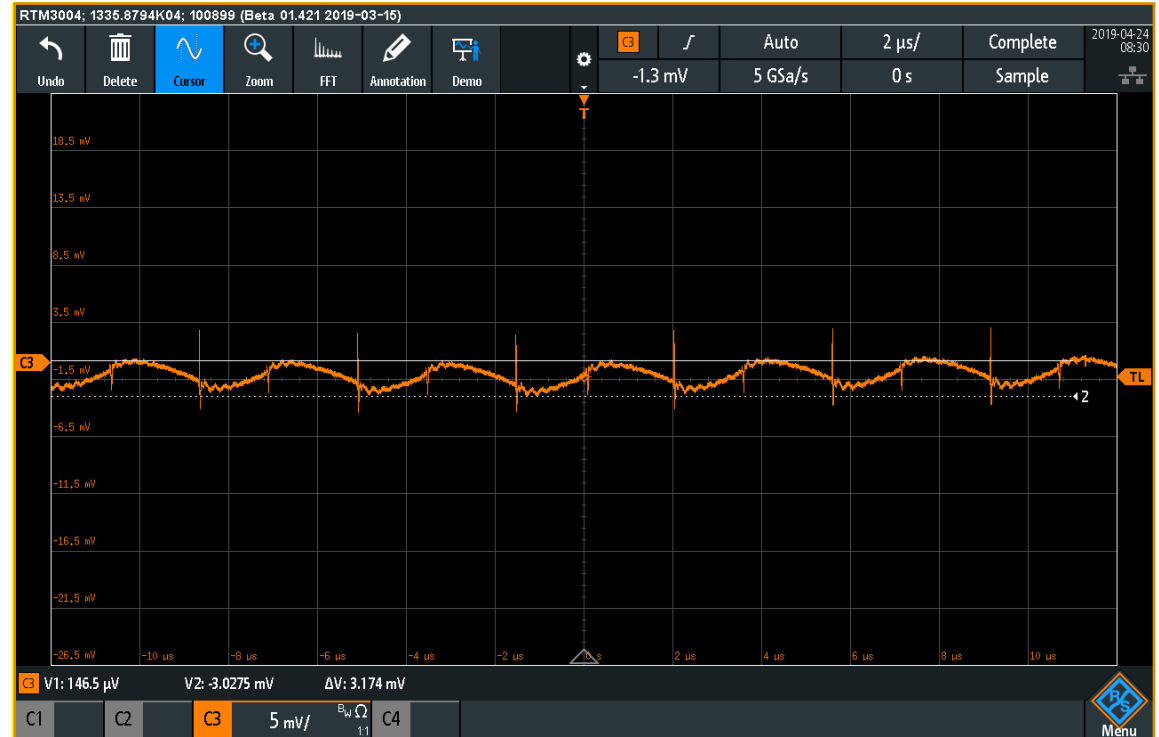 RTM3004; 1335.8794K04; 100899 (Beta 01.421 2019-03-15)
Undo Delete Cursor Zoom FFT Annotation Demo
C3 Auto 2 µs/ Complete
-1.3 mV 5 GSa/s 0 s Sample
2019-04-24
08:30
T
18.5 mV
13.5 mV
8.5 mV
3.5 mV
C3
-1.5 mV
TL
2
-6.5 mV
-11.5 mV
-16.5 mV
-21.5 mV
-26.5 mV -10 µs -8 µs -6 µs -4 µs -2 µs 0 s 2 µs 4 µs 6 µs 8 µs 10 µs
C3 V1: 146.5 µV V2: -3.0275 mV ΔV: 3.174 mV
C1 C2 C3 5 mV/ BW Ω 1:1 C4
R&S
Menu